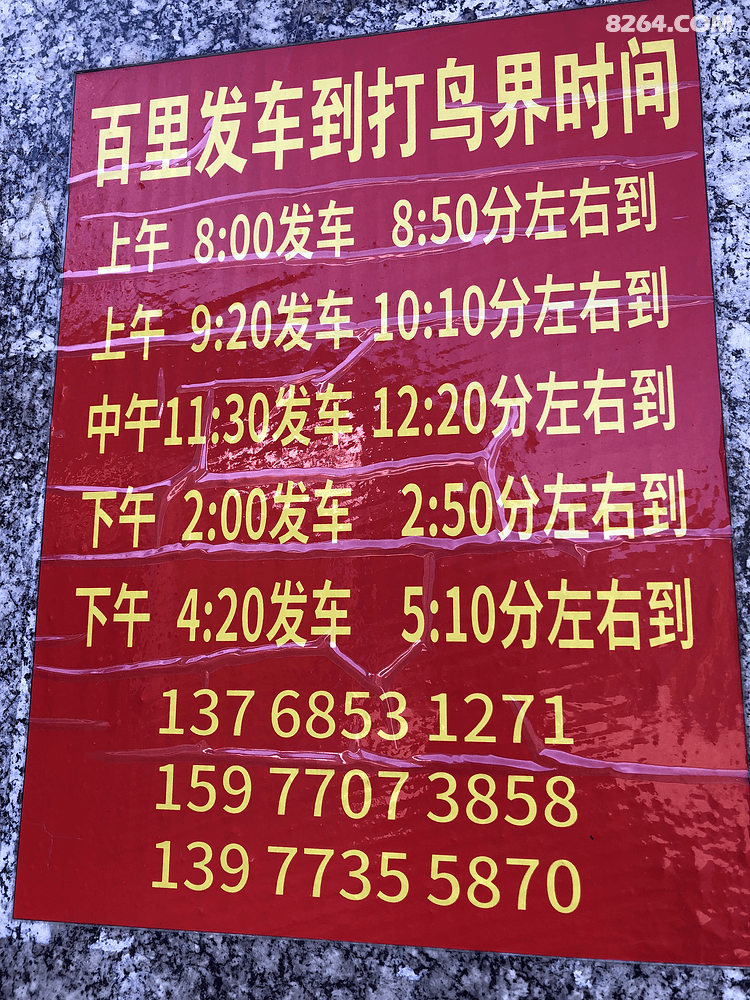 8264.COM
百里发车到打鸟界时间
上午 8:00发车 8:50分左右到
上午 9:20发车 10:10分左右到
中午11:30发车 12:20分左右到
下午 2:00发车 2:50分左右到
下午 4:20发车 5:10分左右到
137 6853 1271
159 7707 3858
139 7735 5870